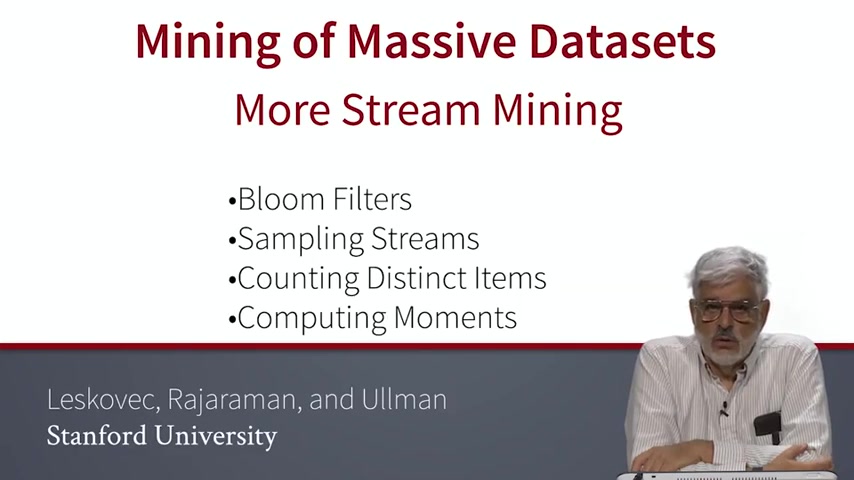 Mining of Massive Datasets
More Stream Mining
•Bloom Filters
•Sampling Streams
•Counting Distinct Items
•Computing Moments
Leskovec, Rajaraman, and Ullman
Stanford University